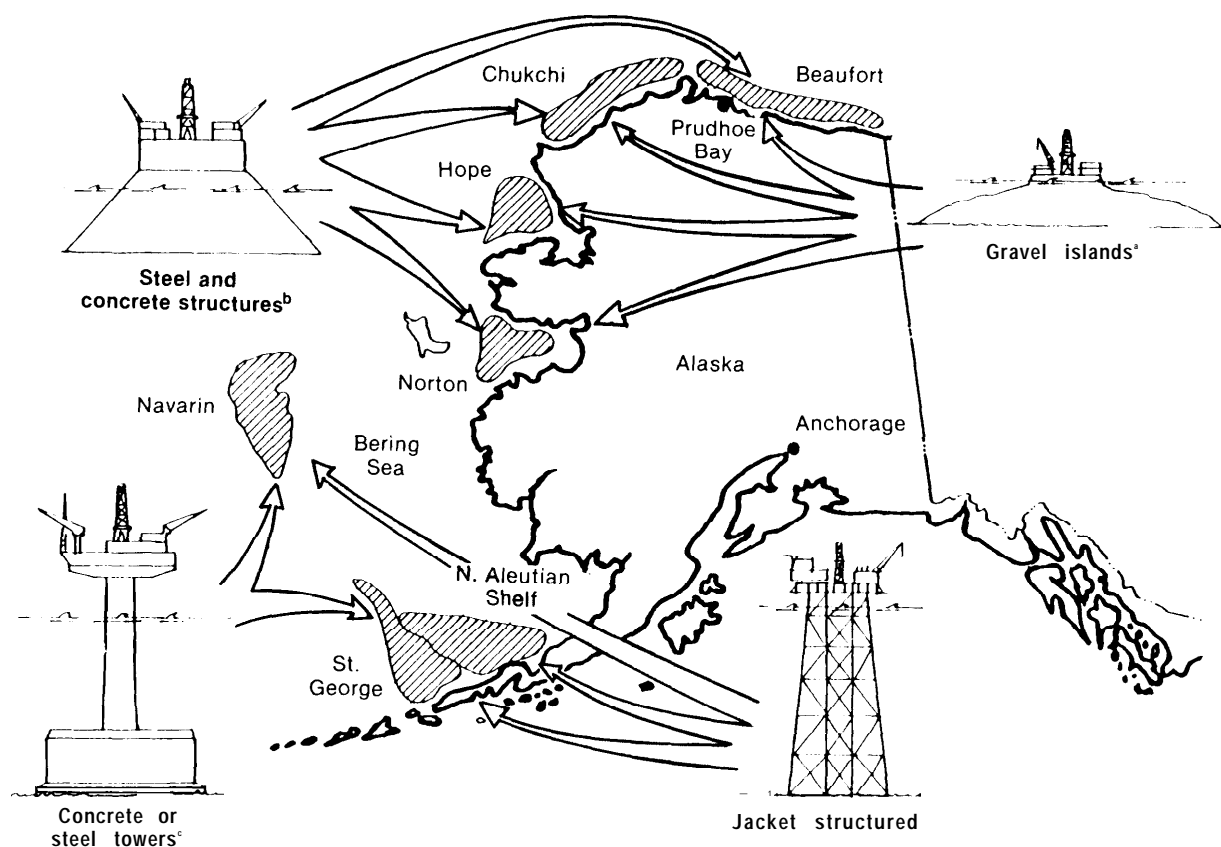 Chukchi
Beaufort
Prudhoe
Bay
Hope
Gravel islandsᵃ
Steel and
concrete structuresᵇ
Norton
Alaska
Navarin
Anchorage
Bering
Sea
N. Aleutian
Shelf
St.
George
Concrete or
steel towersᶜ
Jacket structured